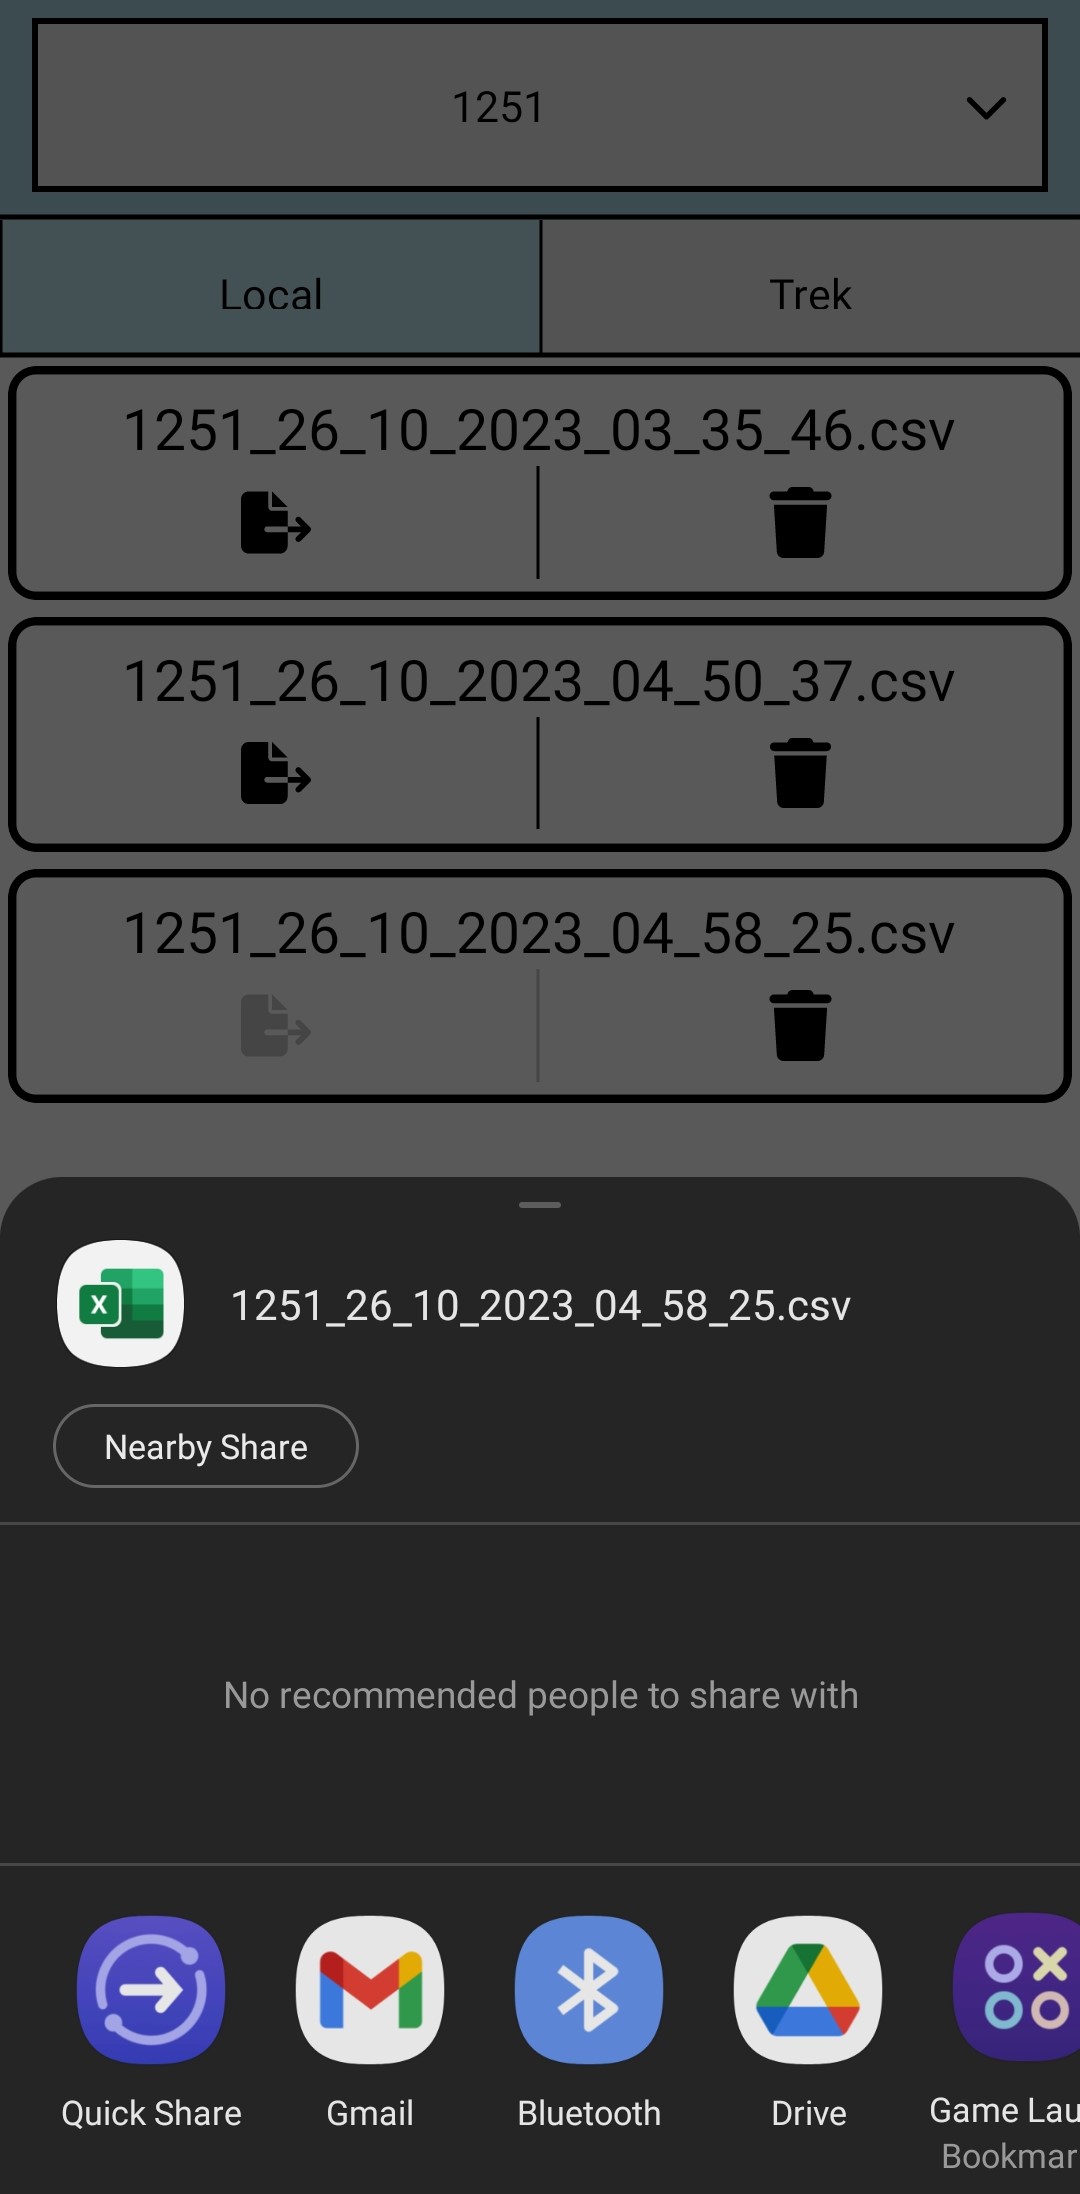 1251
Local Trek
1251_26_10_2023_03_35_46.csv
1251_26_10_2023_04_50_37.csv
1251_26_10_2023_04_58_25.csv
X 1251_26_10_2023_04_58_25.csv
Nearby Share
No recommended people to share with
Quick Share Gmail Bluetooth Drive Game Lau
Bookmar